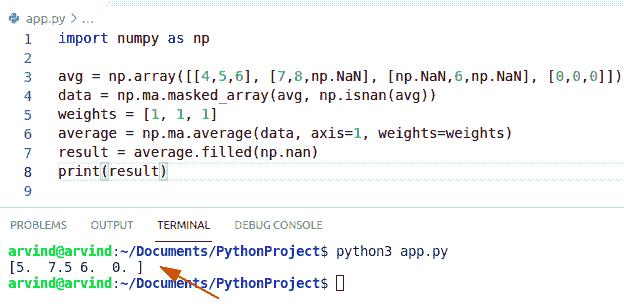 app.py > ...
1 import numpy as np
2
3 avg = np.array([[4,5,6], [7,8,np.NaN], [np.NaN,6,np.NaN], [0,0,0]])
4 data = np.ma.masked_array(avg, np.isnan(avg))
5 weights = [1, 1, 1]
6 average = np.ma.average(data, axis=1, weights=weights)
7 result = average.filled(np.nan)
8 print(result)
9
PROBLEMS OUTPUT TERMINAL DEBUG CONSOLE
arvind@arvind:~/Documents/PythonProject$ python3 app.py
[5.  7.5 6.  0. ]
arvind@arvind:~/Documents/PythonProject$